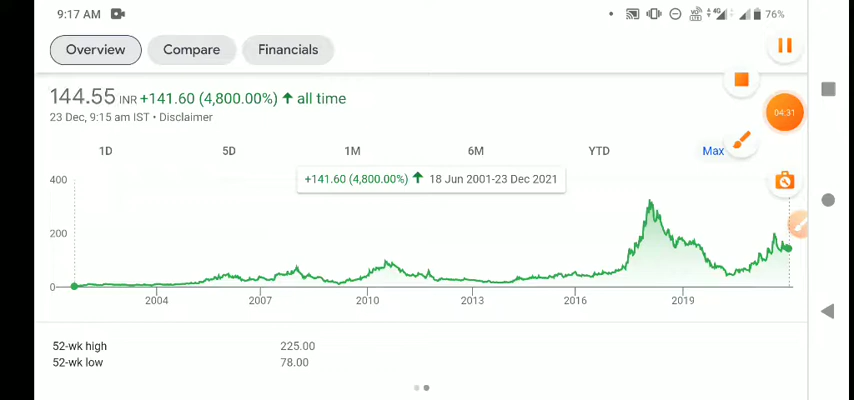 9:17 AM
4G 76%
Overview Compare Financials
144.55 INR +141.60 (4,800.00%) all time
23 Dec, 9:15 am IST • Disclaimer
04:31
1D 5D 1M 6M YTD Max
+141.60 (4,800.00%) 18 Jun 2001-23 Dec 2021
400
200
0
2004 2007 2010 2013 2016 2019
52-wk high 225.00
52-wk low 78.00